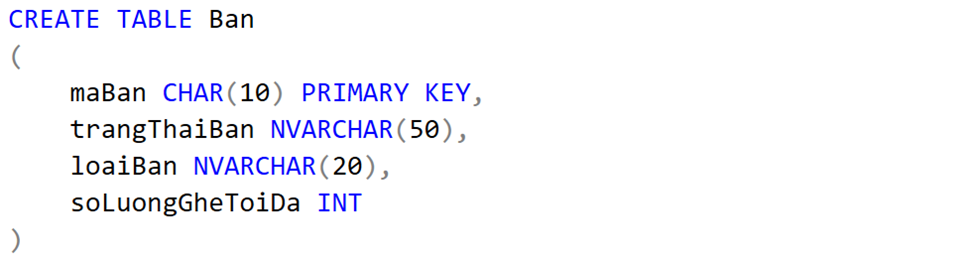 CREATE TABLE Ban
(
maBan CHAR(10) PRIMARY KEY,
trangThaiBan NVARCHAR(50),
loaiBan NVARCHAR(20),
soLuongGheToiDa INT
)